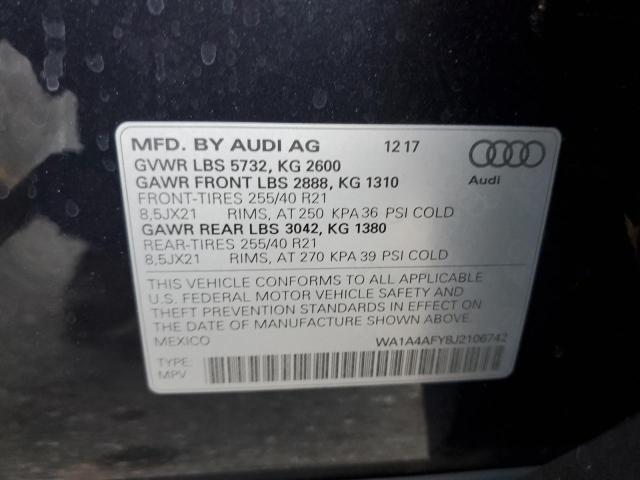 MFD. BY AUDI AG 12 17
GVWR LBS 5732, KG 2600
GAWR FRONT LBS 2888, KG 1310
FRONT-TIRES 255/40 R21
8,5JX21 RIMS, AT 250 KPA 36 PSI COLD
GAWR REAR LBS 3042, KG 1380
REAR-TIRES 255/40 R21
8,5JX21 RIMS, AT 270 KPA 39 PSI COLD
Audi
THIS VEHICLE CONFORMS TO ALL APPLICABLE
U.S. FEDERAL MOTOR VEHICLE SAFETY AND
THEFT PREVENTION STANDARDS IN EFFECT ON
THE DATE OF MANUFACTURE SHOWN ABOVE.
MEXICO WA1A4AFY8J2106742
TYPE:
MPV